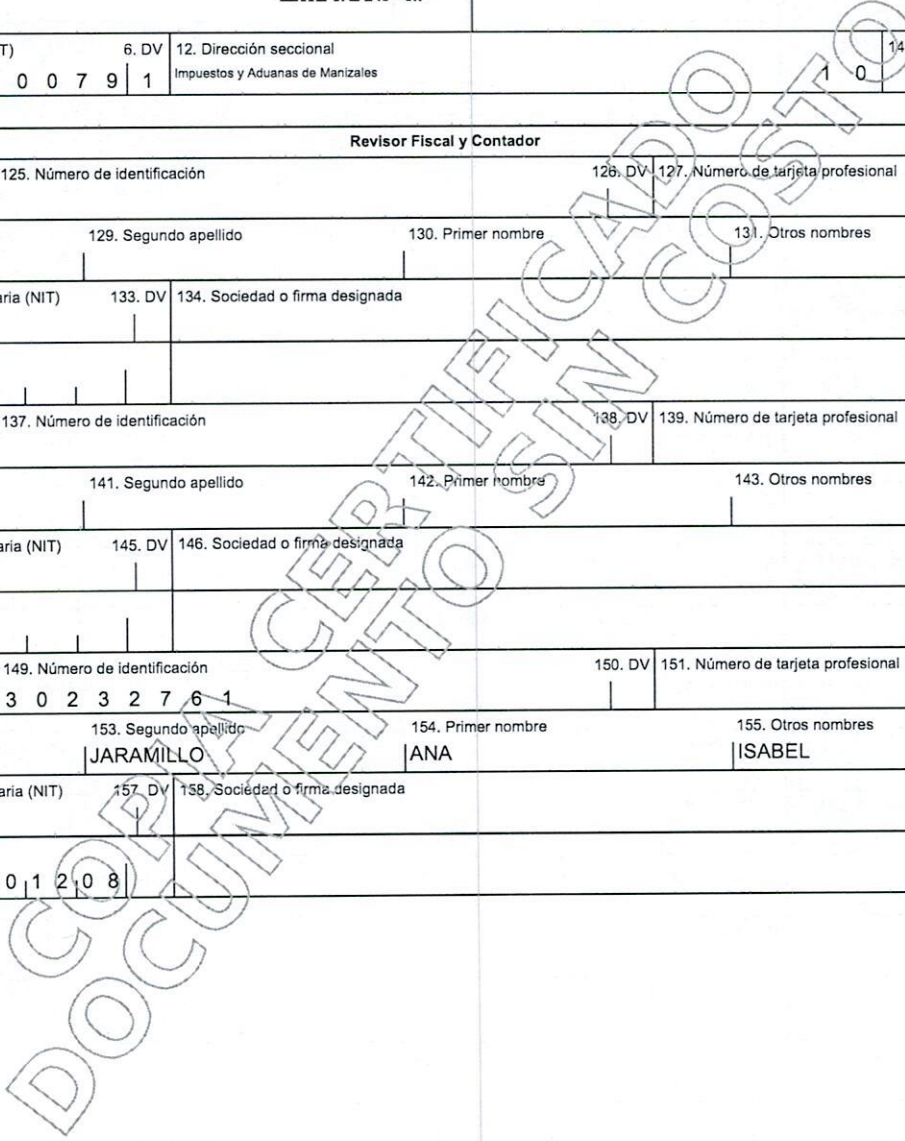 T) 6. DV 12. Dirección seccional 14
0 0 7 9 1 Impuestos y Aduanas de Manizales 1 0
Revisor Fiscal y Contador
125. Número de identificación 126. DV 127. Número de tarjeta profesional
129. Segundo apellido 130. Primer nombre 131. Otros nombres
aria (NIT) 133. DV 134. Sociedad o firma designada
137. Número de identificación 138. DV 139. Número de tarjeta profesional
141. Segundo apellido 142. Primer nombre 143. Otros nombres
aria (NIT) 145. DV 146. Sociedad o firma designada
149. Número de identificación 150. DV 151. Número de tarjeta profesional
3 0 2 3 2 7 6 1
153. Segundo apellido 154. Primer nombre 155. Otros nombres
JARAMILLO ANA ISABEL
aria (NIT) 157. DV 158. Sociedad o firma designada
0 1 2 0 8
COPIA CERTIFICADO
DOCUMENTO SIN COSTO